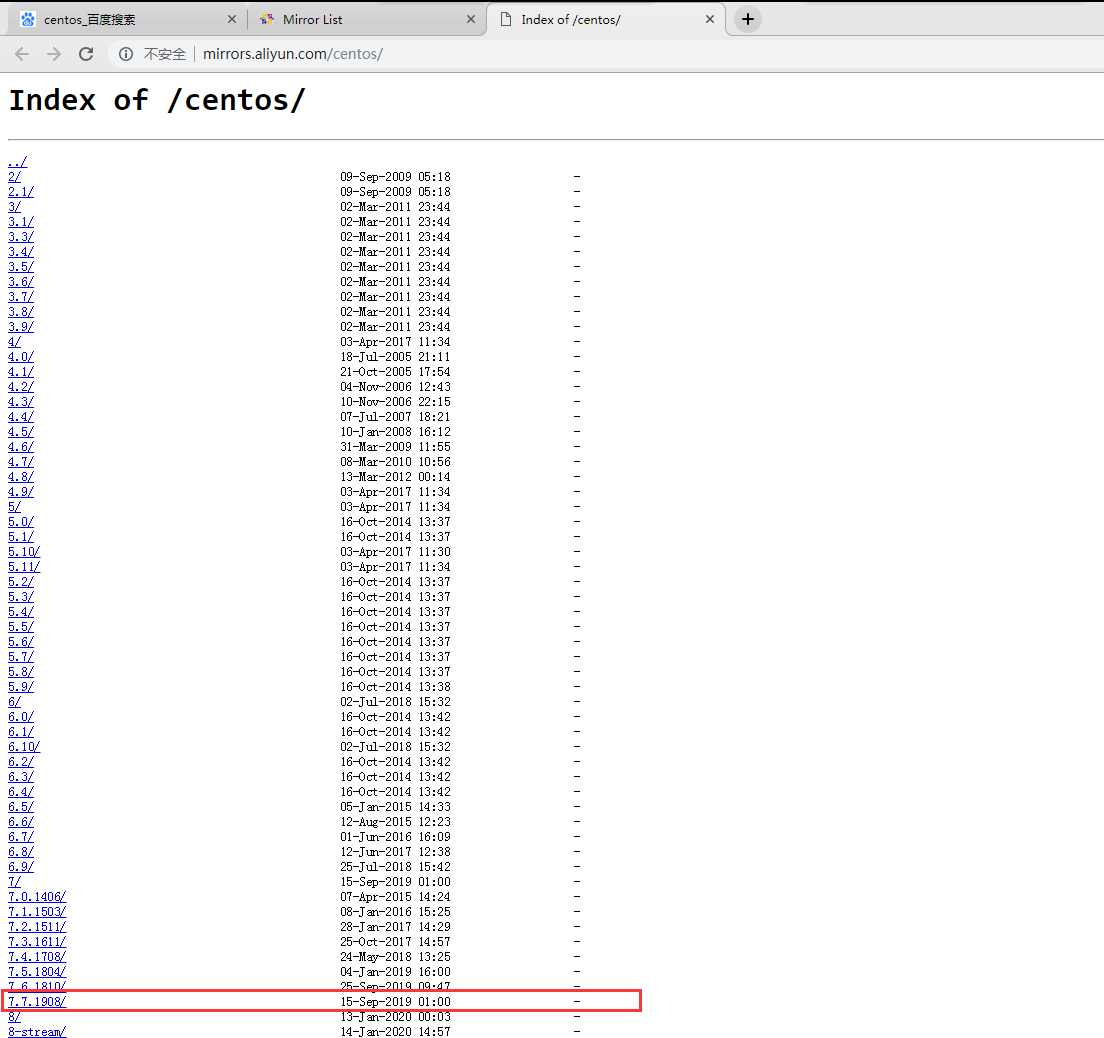 centos_百度搜索
Mirror List
Index of /centos/
不安全 mirrors.aliyun.com/centos/
Index of /centos/
../
2/ 09-Sep-2009 05:18 -
2.1/ 09-Sep-2009 05:18 -
3/ 02-Mar-2011 23:44 -
3.1/ 02-Mar-2011 23:44 -
3.3/ 02-Mar-2011 23:44 -
3.4/ 02-Mar-2011 23:44 -
3.5/ 02-Mar-2011 23:44 -
3.6/ 02-Mar-2011 23:44 -
3.7/ 02-Mar-2011 23:44 -
3.8/ 02-Mar-2011 23:44 -
3.9/ 02-Mar-2011 23:44 -
4/ 03-Apr-2017 11:34 -
4.0/ 18-Jul-2005 21:11 -
4.1/ 21-Oct-2005 17:54 -
4.2/ 04-Nov-2006 12:43 -
4.3/ 10-Nov-2006 22:15 -
4.4/ 07-Jul-2007 18:21 -
4.5/ 10-Jan-2008 16:12 -
4.6/ 31-Mar-2009 11:55 -
4.7/ 08-Mar-2010 10:56 -
4.8/ 13-Mar-2012 00:14 -
4.9/ 03-Apr-2017 11:34 -
5/ 03-Apr-2017 11:34 -
5.0/ 16-Oct-2014 13:37 -
5.1/ 16-Oct-2014 13:37 -
5.10/ 03-Apr-2017 11:30 -
5.11/ 03-Apr-2017 11:34 -
5.2/ 16-Oct-2014 13:37 -
5.3/ 16-Oct-2014 13:37 -
5.4/ 16-Oct-2014 13:37 -
5.5/ 16-Oct-2014 13:37 -
5.6/ 16-Oct-2014 13:37 -
5.7/ 16-Oct-2014 13:37 -
5.8/ 16-Oct-2014 13:37 -
5.9/ 16-Oct-2014 13:38 -
6/ 02-Jul-2018 15:32 -
6.0/ 16-Oct-2014 13:42 -
6.1/ 16-Oct-2014 13:42 -
6.10/ 02-Jul-2018 15:32 -
6.2/ 16-Oct-2014 13:42 -
6.3/ 16-Oct-2014 13:42 -
6.4/ 16-Oct-2014 13:42 -
6.5/ 05-Jan-2015 14:33 -
6.6/ 12-Aug-2015 12:23 -
6.7/ 01-Jun-2016 16:09 -
6.8/ 12-Jun-2017 12:38 -
6.9/ 25-Jul-2018 15:42 -
7/ 15-Sep-2019 01:00 -
7.0.1406/ 07-Apr-2015 14:24 -
7.1.1503/ 08-Jan-2016 15:25 -
7.2.1511/ 28-Jan-2017 14:29 -
7.3.1611/ 25-Oct-2017 14:57 -
7.4.1708/ 24-May-2018 13:25 -
7.5.1804/ 04-Jan-2019 16:00 -
7.6.1810/ 25-Sep-2019 09:47 -
7.7.1908/ 15-Sep-2019 01:00 -
8/ 13-Jan-2020 00:03 -
8-stream/ 14-Jan-2020 14:57 -